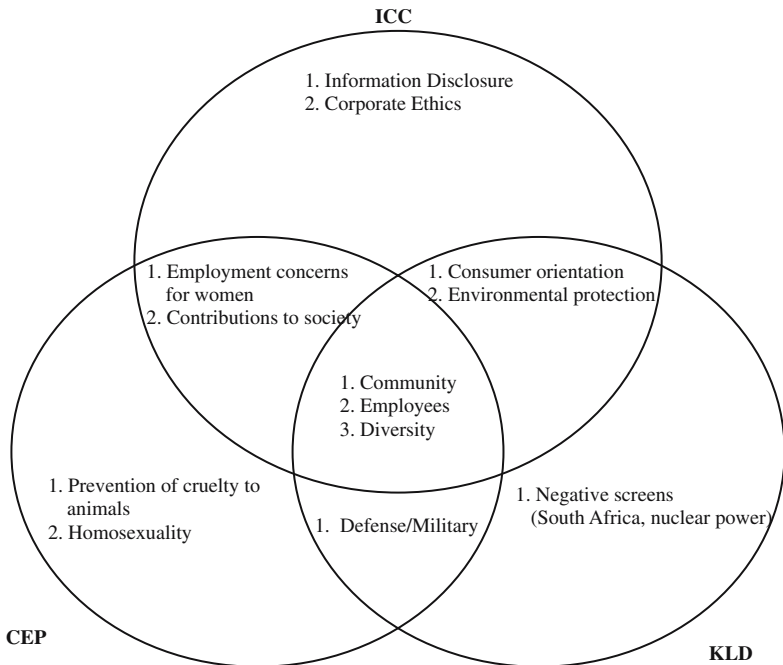 ICC
1. Information Disclosure
2. Corporate Ethics
1. Employment concerns
for women
2. Contributions to society
1. Consumer orientation
2. Environmental protection
1. Community
2. Employees
3. Diversity
1. Prevention of cruelty to
animals
2. Homosexuality
1. Defense/Military
1. Negative screens
(South Africa, nuclear power)
CEP
KLD